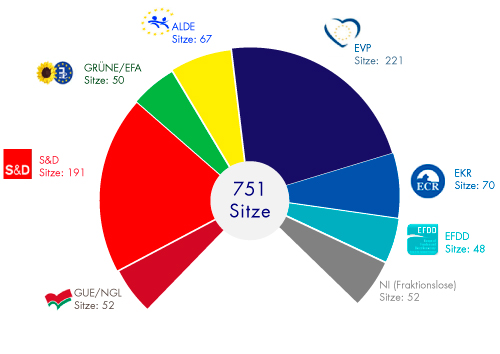 ALDE
Sitze: 67
EVP
Sitze: 221
GRÜNE/EFA
Sitze: 50
S&D
S&D
Sitze: 191
751
Sitze
ECR
EKR
Sitze: 70
EFDD
EFDD
Sitze: 48
GUE/NGL
Sitze: 52
NI (Fraktionslose)
Sitze: 52